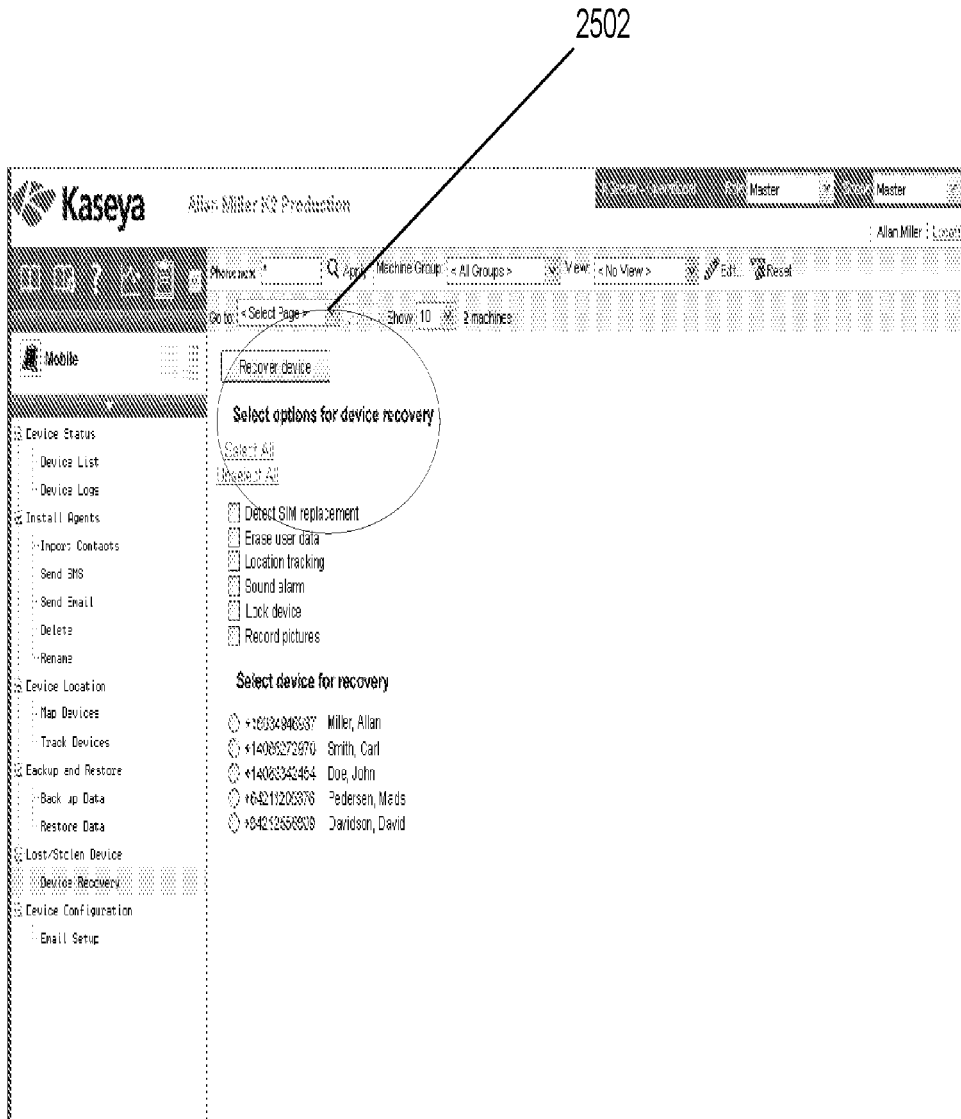 2502
Kaseya
Allan Miller K2 Production
Master
Master
Allan Miller
Phone num: *
Apply
Machine Group: < All Groups >
View: < No View >
Edit...
Reset
Go to: < Select Page >
Show 10
2 machines
Mobile
Recover device
Select options for device recovery
Select All
Unselect All
Detect SIM replacement
Erase user data
Location tracking
Sound alarm
Lock device
Record pictures
Select device for recovery
Miller, Allan
Smith, Carl
Doe, John
Pedersen, Mads
Davidson, David
Device Status
Device List
Device Logs
Install Agents
Import Contacts
Send SMS
Send Email
Delete
Rename
Device Location
Map Devices
Track Devices
Backup and Restore
Back up Data
Restore Data
Lost/Stolen Device
Device Recovery
Device Configuration
Email Setup